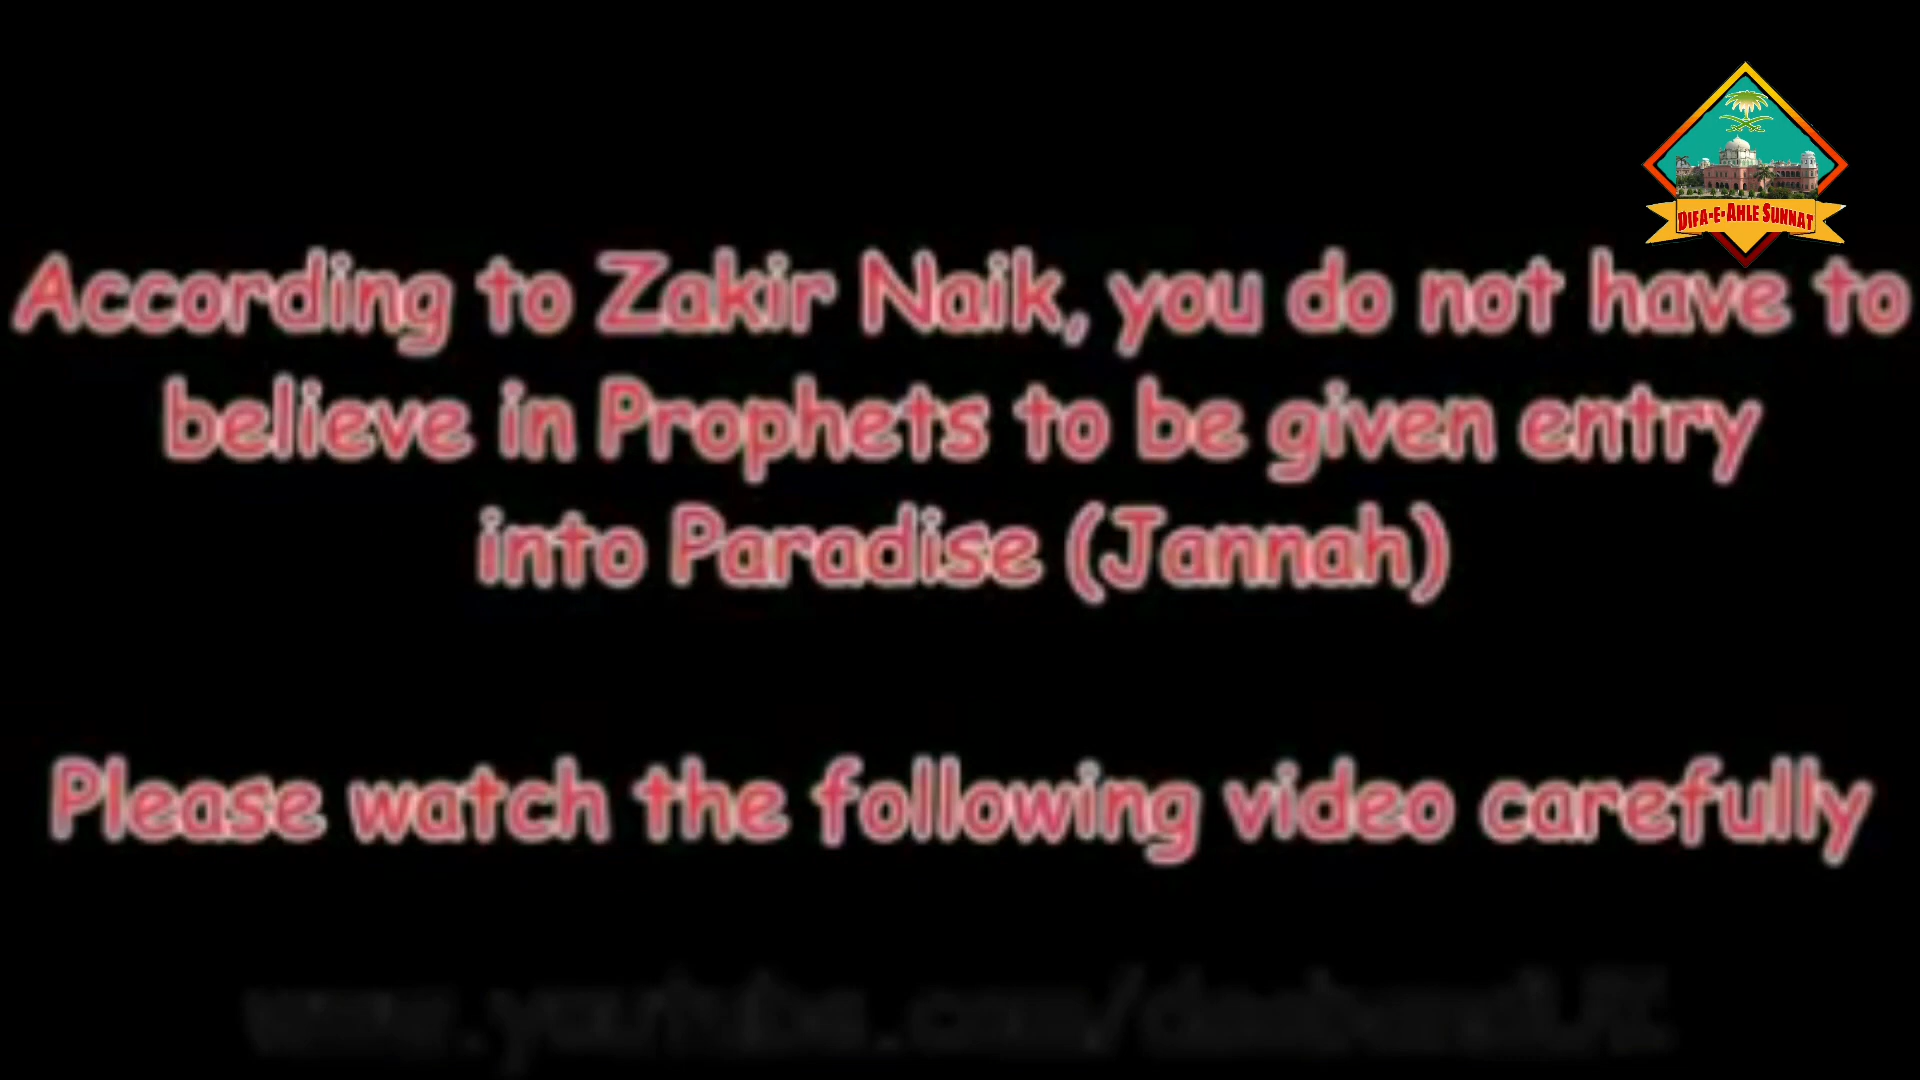 DIFA-E-AHLE SUNNAT
According to Zakir Naik, you do not have to
believe in Prophets to be given entry
into Paradise (Jannah)
Please watch the following video carefully